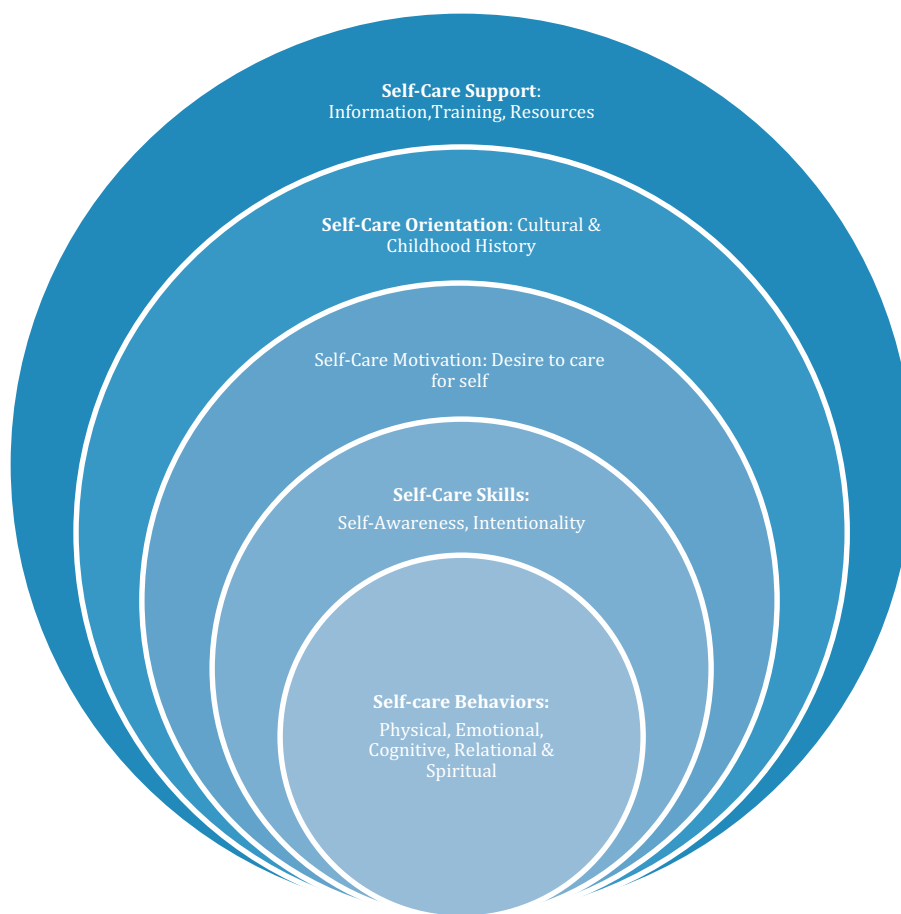 Self-Care Support:
Information,Training, Resources
Self-Care Orientation: Cultural &
Childhood History
Self-Care Motivation: Desire to care
for self
Self-Care Skills:
Self-Awareness, Intentionality
Self-care Behaviors:
Physical, Emotional,
Cognitive, Relational &
Spiritual